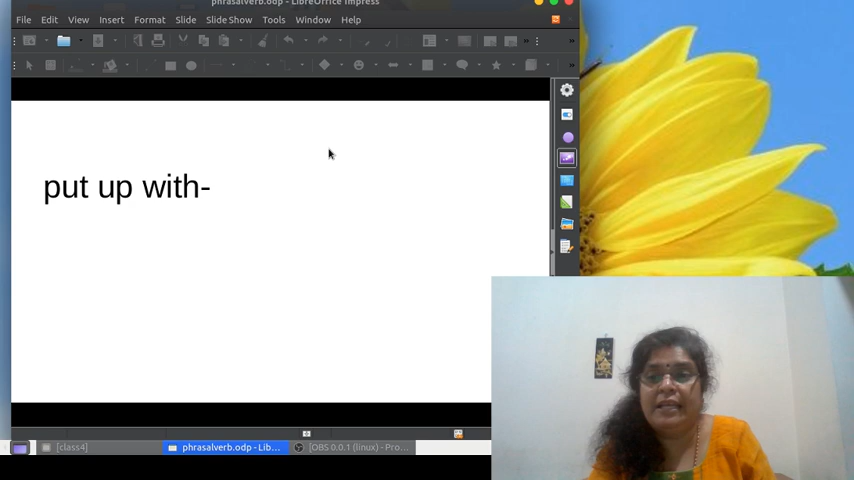 phrasalverb.odp - LibreOffice Impress
File Edit View Insert Format Slide Slide Show Tools Window Help
put up with-
[class4] phrasalverb.odp - Lib... [OBS 0.0.1 (linux) - Pro...